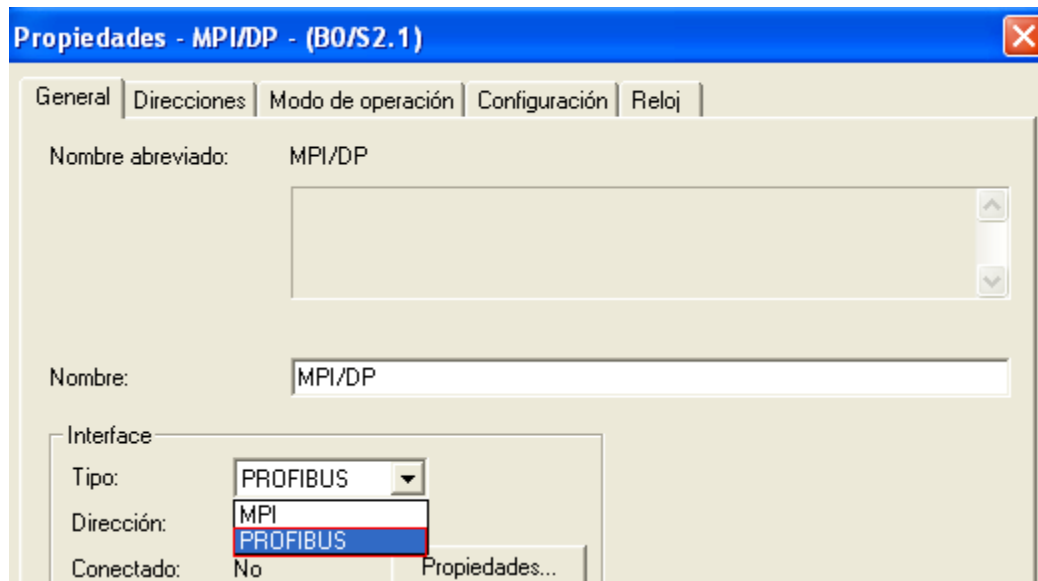 Propiedades - MPI/DP - (B0/S2.1)
General Direcciones Modo de operación Configuración Reloj
Nombre abreviado: MPI/DP
Nombre: MPI/DP
Interface
Tipo: PROFIBUS
MPI
Dirección:
PROFIBUS
Conectado: No Propiedades...